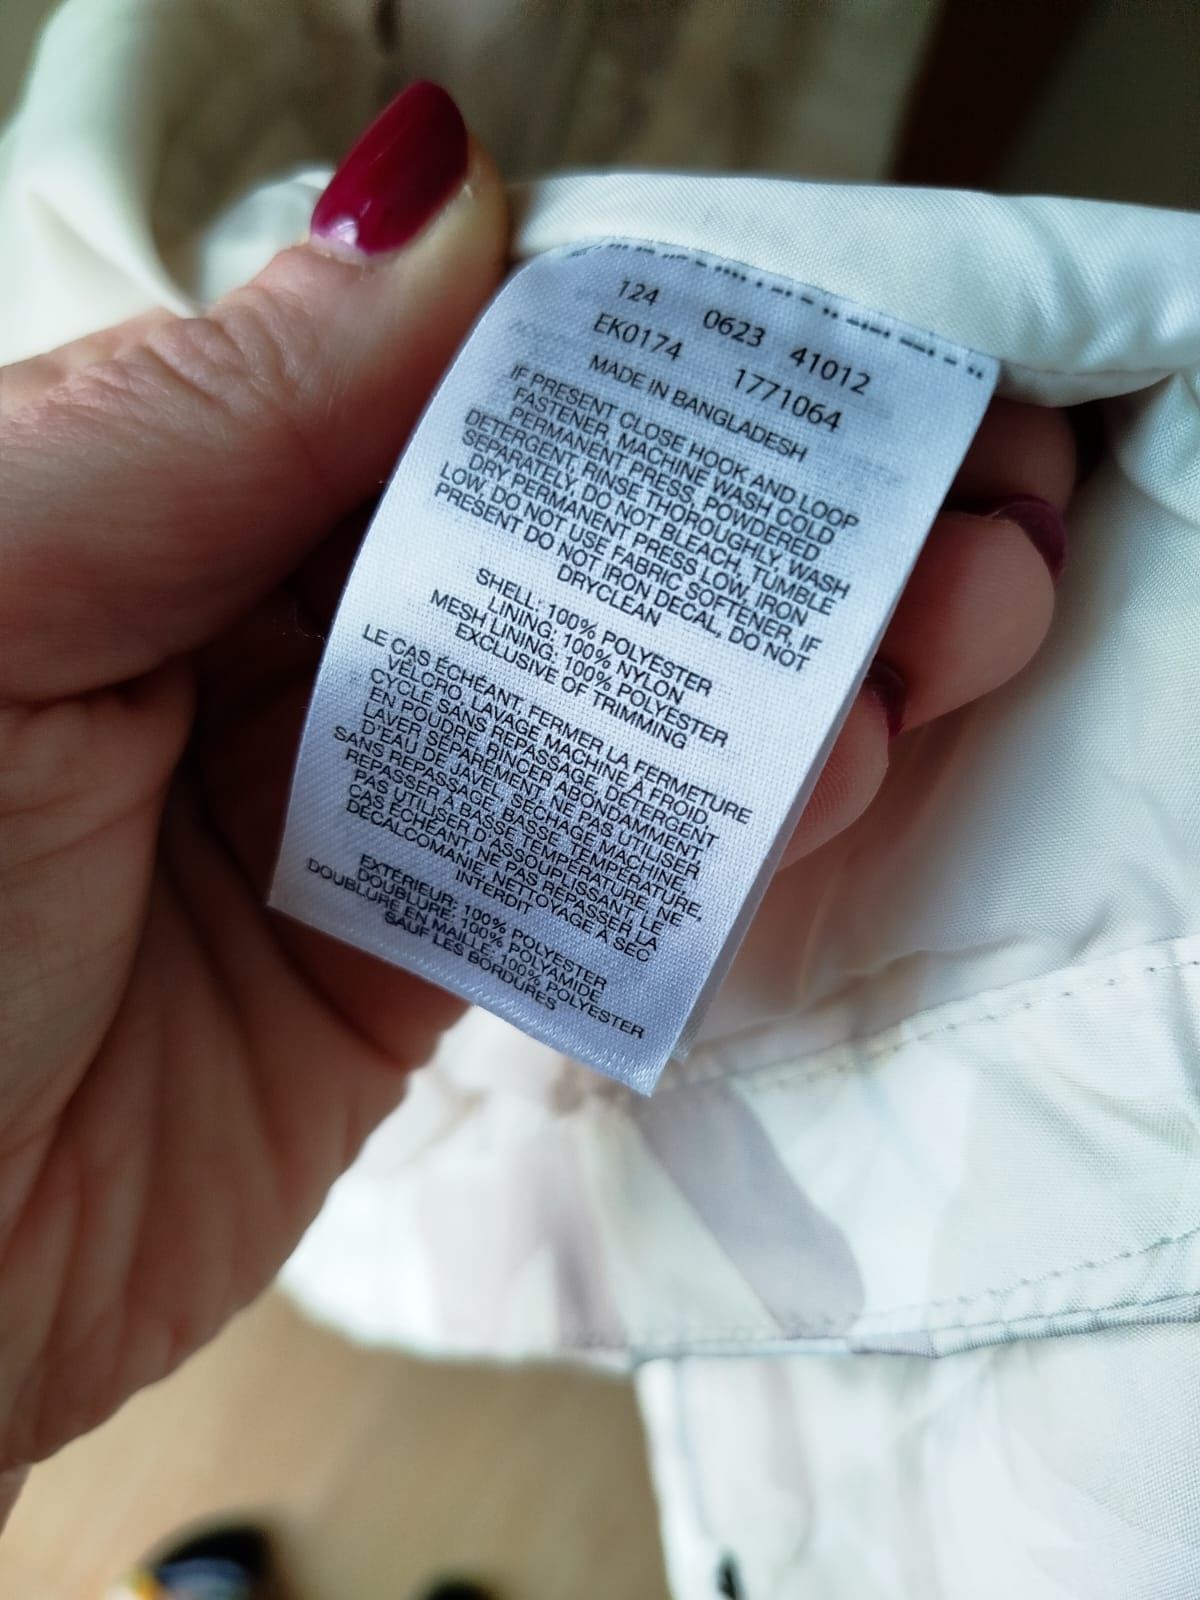 124 0623 41012
EK0174 1771064
MADE IN BANGLADESH
IF PRESENT CLOSE HOOK AND LOOP
FASTENER, MACHINE WASH COLD
PERMANENT PRESS, POWDERED
DETERGENT, RINSE THOROUGHLY, WASH
SEPARATELY, DO NOT BLEACH, TUMBLE
DRY PERMANENT PRESS LOW, IRON
LOW, DO NOT USE FABRIC SOFTENER, IF
PRESENT DO NOT IRON DECAL, DO NOT
DRYCLEAN
SHELL: 100% POLYESTER
LINING: 100% NYLON
MESH LINING: 100% POLYESTER
EXCLUSIVE OF TRIMMING
LE CAS ÉCHÉANT, FERMER LA FERMETURE
VELCRO, LAVAGE MACHINE À FROID,
CYCLE SANS REPASSAGE, DÉTERGENT
EN POUDRE, RINCER ABONDAMMENT,
LAVER SÉPARÉMENT, NE PAS UTILISER
D'EAU DE JAVEL, SÉCHAGE MACHINE,
SANS REPASSAGE, BASSE TEMPÉRATURE,
REPASSER À BASSE TEMPÉRATURE, NE
PAS UTILISER D'ASSOUPLISSANT, LE
CAS ÉCHÉANT, NE PAS REPASSER LA
DÉCALCOMANIE, NETTOYAGE À SEC
INTERDIT
EXTÉRIEUR: 100% POLYESTER
DOUBLURE: 100% POLYAMIDE
DOUBLURE EN MAILLE: 100% POLYESTER
SAUF LES BORDURES